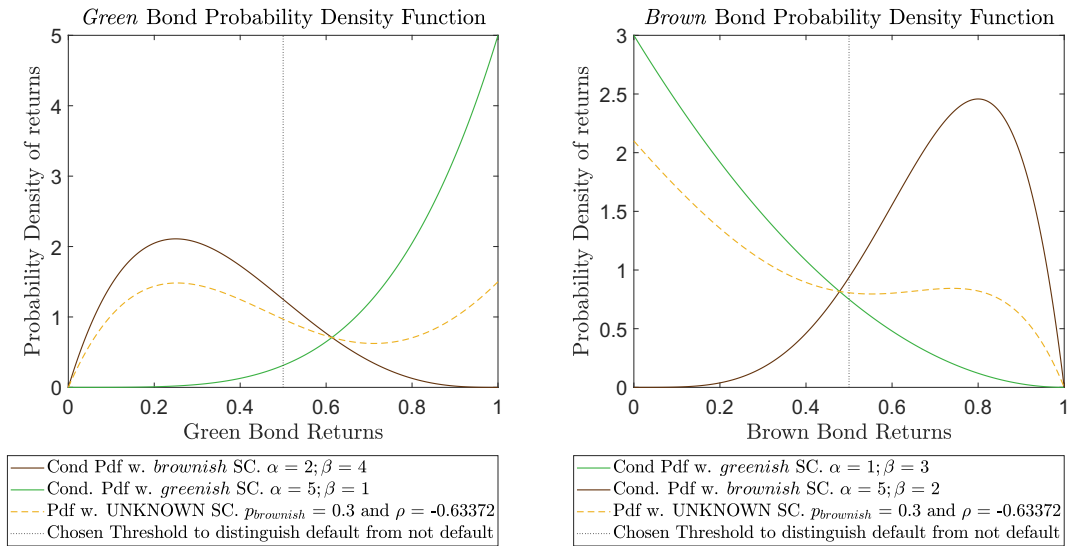 Green Bond Probability Density Function
Probability Density of returns
5
4
3
2
1
0
0 0.2 0.4 0.6 0.8 1
Green Bond Returns
Cond Pdf w. brownish SC. α = 2; β = 4
Cond. Pdf w. greenish SC. α = 5; β = 1
Pdf w. UNKNOWN SC. p_brownish = 0.3 and ρ = -0.63372
Chosen Threshold to distinguish default from not default
Brown Bond Probability Density Function
Probability Density of returns
3
2.5
2
1.5
1
0.5
0
0 0.2 0.4 0.6 0.8 1
Brown Bond Returns
Cond Pdf w. greenish SC. α = 1; β = 3
Cond. Pdf w. brownish SC. α = 5; β = 2
Pdf w. UNKNOWN SC. p_brownish = 0.3 and ρ = -0.63372
Chosen Threshold to distinguish default from not default